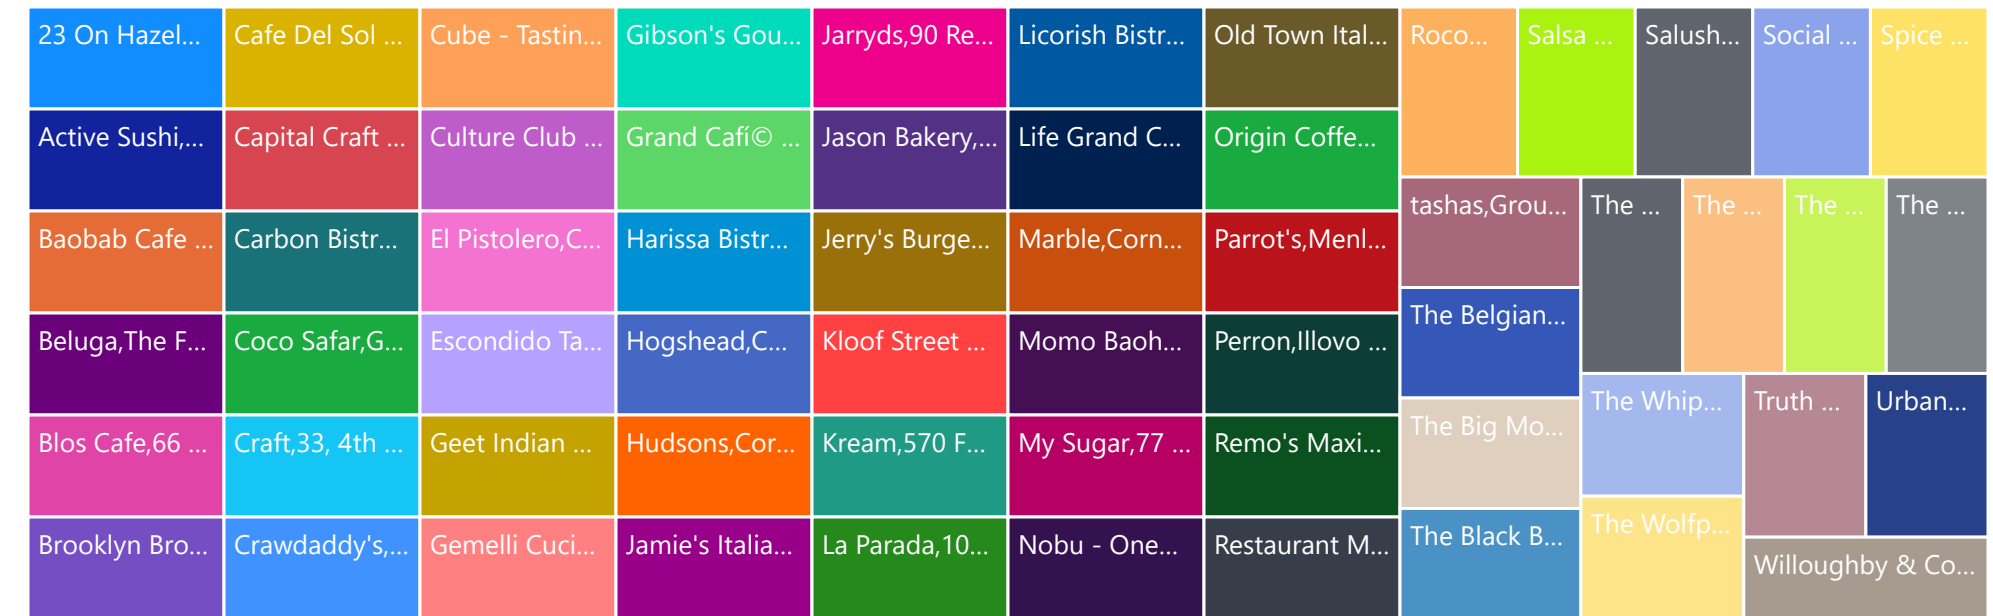 23 On Hazel...
Cafe Del Sol ...
Cube - Tastin...
Gibson's Gou...
Jarryds,90 Re...
Licorish Bistr...
Old Town Ital...
Roco...
Salsa ...
Salush...
Social ...
Spice ...
Active Sushi,...
Capital Craft ...
Culture Club ...
Grand Cafí© ...
Jason Bakery,...
Life Grand C...
Origin Coffe...
tashas,Grou...
The ...
The ...
The ...
The ...
Baobab Cafe ...
Carbon Bistr...
El Pistolero,C...
Harissa Bistr...
Jerry's Burge...
Marble,Corn...
Parrot's,Menl...
The Belgian...
Beluga,The F...
Coco Safar,G...
Escondido Ta...
Hogshead,C...
Kloof Street ...
Momo Baoh...
Perron,Illovo ...
The Big Mo...
The Whip...
Truth ...
Urban...
Blos Cafe,66 ...
Craft,33, 4th ...
Geet Indian ...
Hudsons,Cor...
Kream,570 F...
My Sugar,77 ...
Remo's Maxi...
The Black B...
The Wolfp...
Brooklyn Bro...
Crawdaddy's,...
Gemelli Cuci...
Jamie's Italia...
La Parada,10...
Nobu - One...
Restaurant M...
Willoughby & Co...